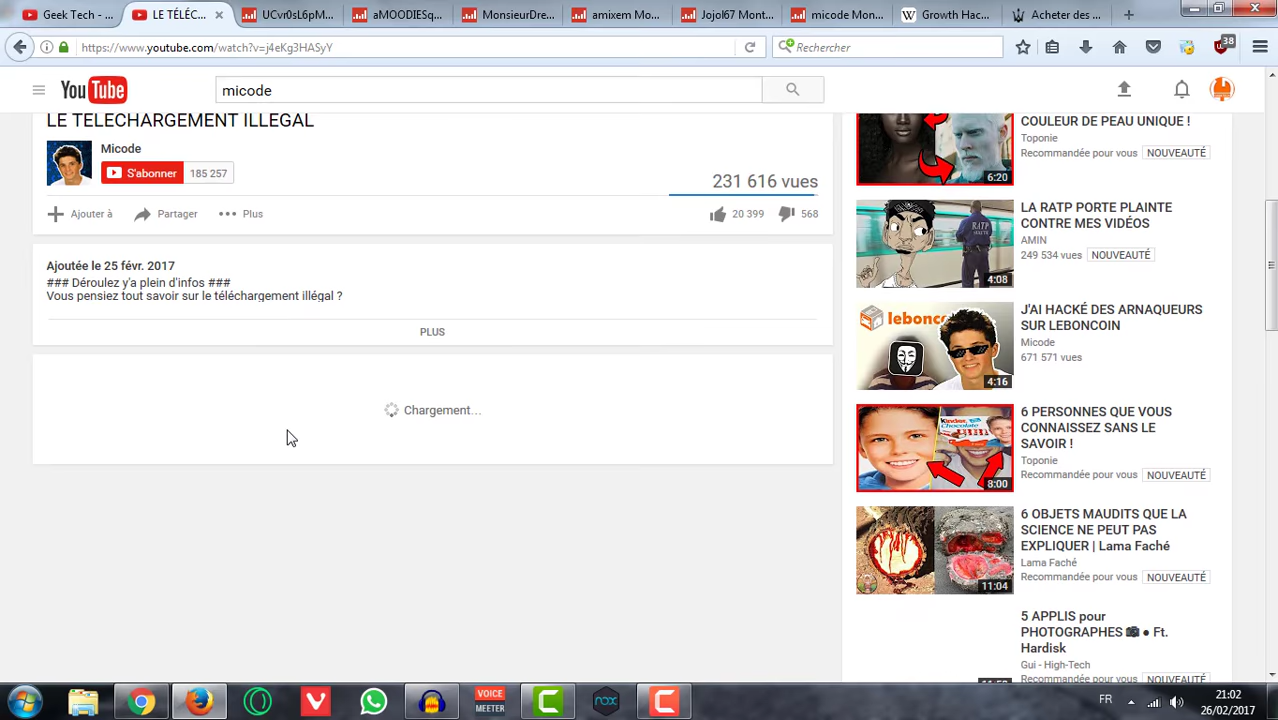 Geek Tech -
LE TÉLÉC
UCvr0sL6pM
aMOODIESq
MonsieurDre
amixem Mo
Jojol67 Mont
micode Mon
Growth Hac
Acheter des
https://www.youtube.com/watch?v=j4eKg3HASyY
Rechercher
38
YouTube
micode
LE TELECHARGEMENT ILLEGAL
Micode
S'abonner
185 257
231 616 vues
Ajouter à
Partager
Plus
20 399
568
Ajoutée le 25 févr. 2017
### Déroulez y'a plein d'infos ###
Vous pensiez tout savoir sur le téléchargement illégal ?
PLUS
Chargement...
COULEUR DE PEAU UNIQUE !
Toponie
Recommandée pour vous NOUVEAUTÉ
6:20
LA RATP PORTE PLAINTE
CONTRE MES VIDÉOS
AMIN
249 534 vues NOUVEAUTÉ
RATP
4:08
J'AI HACKÉ DES ARNAQUEURS
SUR LEBONCOIN
Micode
671 571 vues
leboncoin
4:16
6 PERSONNES QUE VOUS
CONNAISSEZ SANS LE
SAVOIR !
Toponie
Recommandée pour vous NOUVEAUTÉ
Kinder
Chocolate
8:00
6 OBJETS MAUDITS QUE LA
SCIENCE NE PEUT PAS
EXPLIQUER | Lama Faché
Lama Faché
Recommandée pour vous NOUVEAUTÉ
11:04
5 APPLIS pour
PHOTOGRAPHES 📷 ● Ft.
Hardisk
Gui - High-Tech
Recommandée pour vous NOUVEAUTÉ
VOICE
MEETER
nox
FR
21:02
26/02/2017